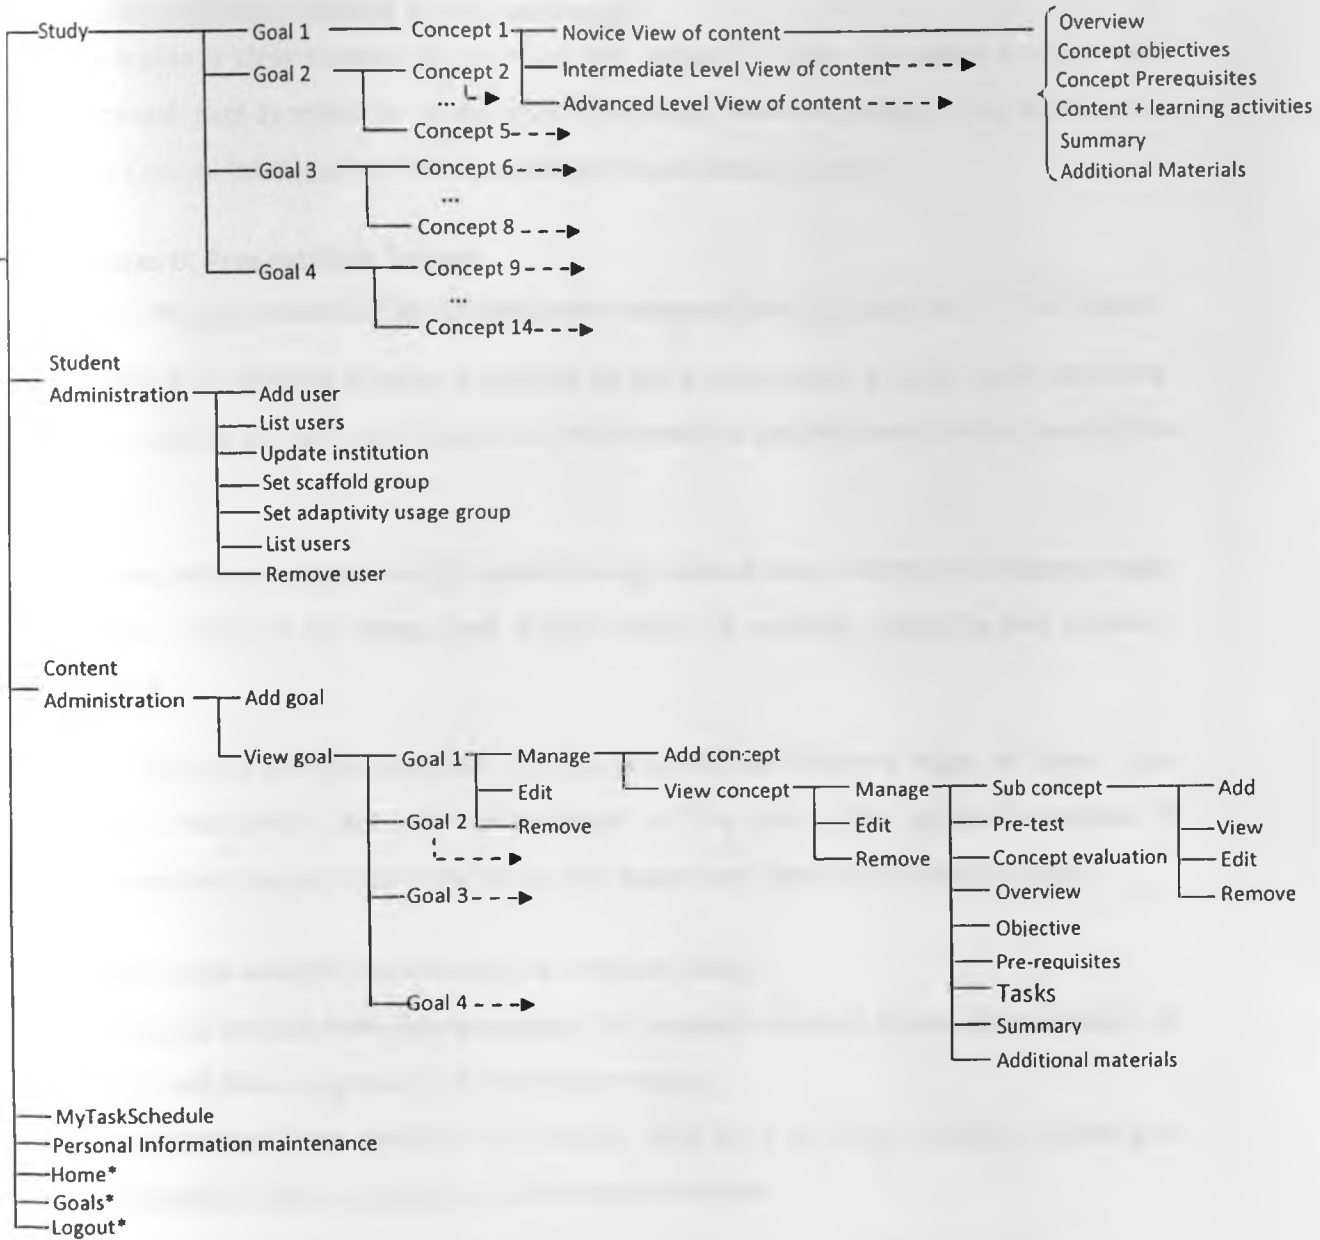 Study
Goal 1
Concept 1
Novice View of content
Overview
Concept objectives
Concept Prerequisites
Content + learning activities
Summary
Additional Materials
Intermediate Level View of content
Advanced Level View of content
Goal 2
Concept 2
...
Concept 5
Goal 3
Concept 6
...
Concept 8
Goal 4
Concept 9
...
Concept 14
Student
Administration
Add user
List users
Update institution
Set scaffold group
Set adaptivity usage group
List users
Remove user
Content
Administration
Add goal
View goal
Goal 1
Manage
Add concept
View concept
Manage
Sub concept
Add
View
Edit
Remove
Pre-test
Concept evaluation
Overview
Objective
Pre-requisites
Tasks
Summary
Additional materials
Edit
Remove
Edit
Remove
Goal 2
Goal 3
Goal 4
MyTaskSchedule
Personal Information maintenance
Home*
Goals*
Logout*